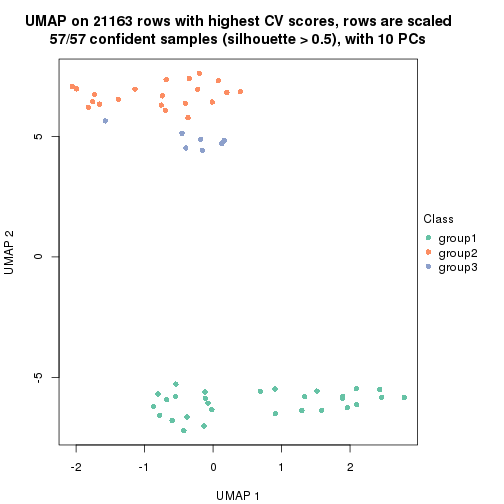 UMAP on 21163 rows with highest CV scores, rows are scaled
57/57 confident samples (silhouette > 0.5), with 10 PCs
5
0
-5
UMAP 2
-2
-1
0
1
2
UMAP 1
Class
group1
group2
group3